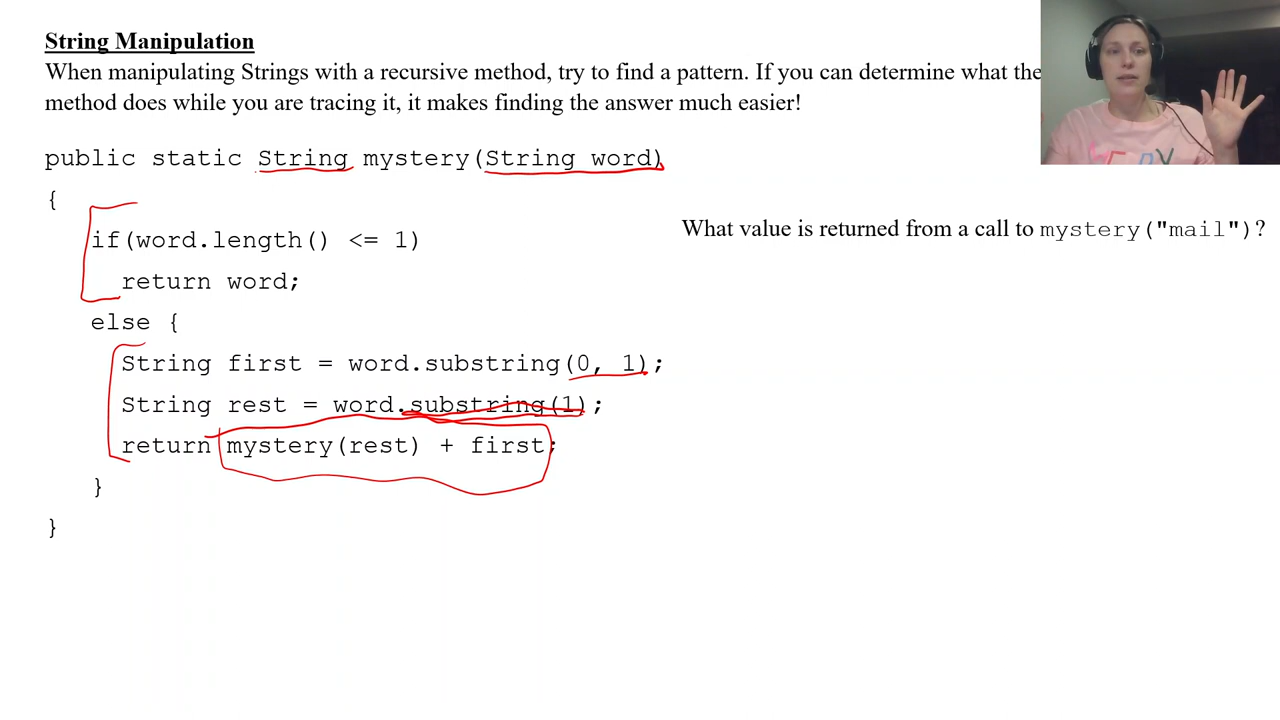 String Manipulation
When manipulating Strings with a recursive method, try to find a pattern. If you can determine what the
method does while you are tracing it, it makes finding the answer much easier!
public static String mystery(String word)
{
if(word.length() <= 1)
return word;
else {
String first = word.substring(0, 1);
String rest = word.substring(1);
return mystery(rest) + first;
}
}
What value is returned from a call to mystery("mail")?